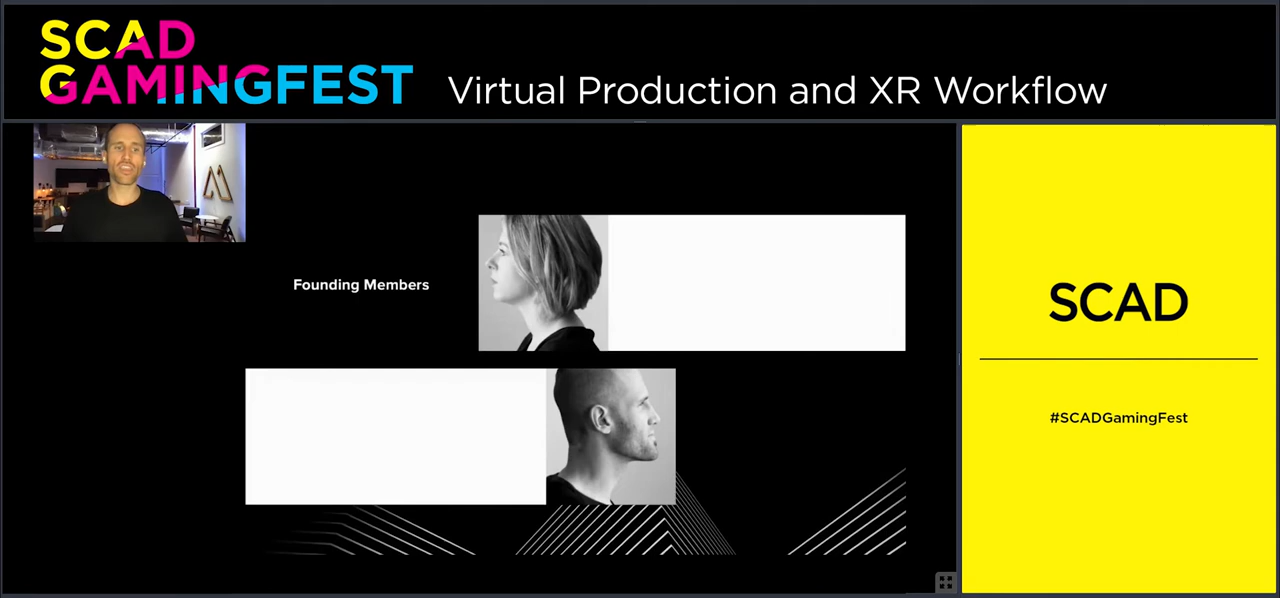 SCAD
GAMINGFEST
Virtual Production and XR Workflow
Founding Members
SCAD
#SCADGamingFest